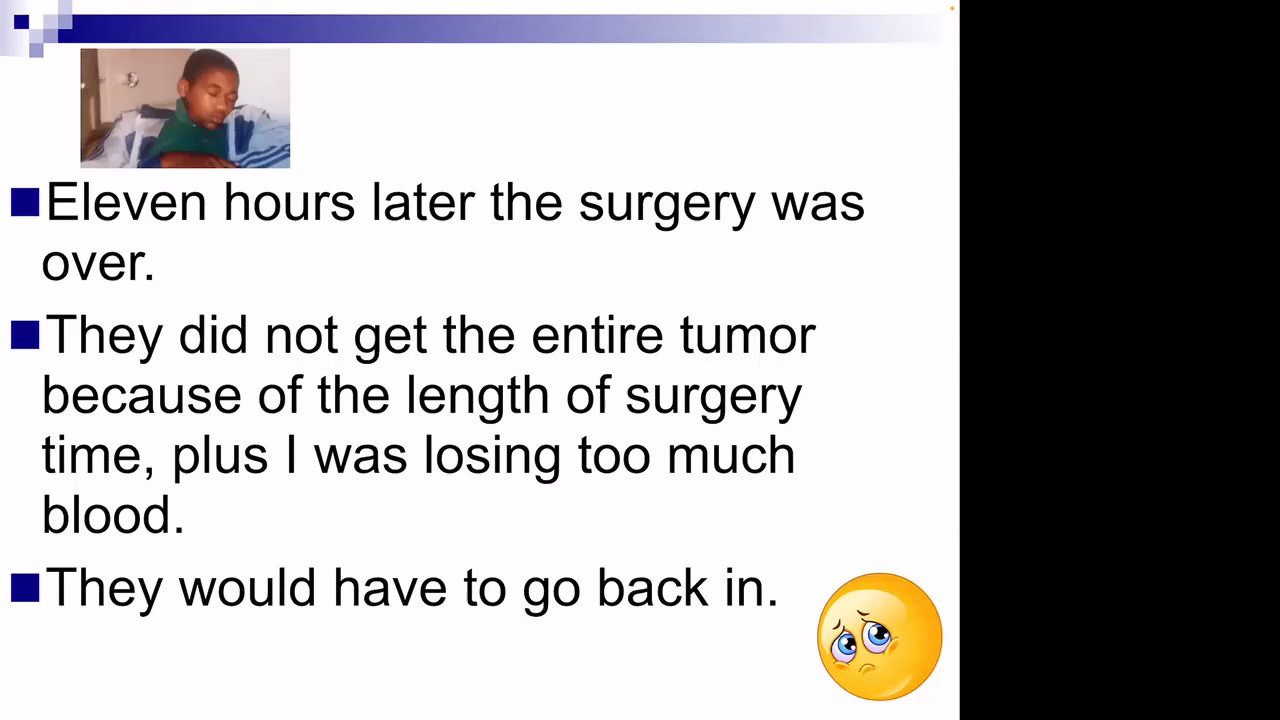 Eleven hours later the surgery was
over.
They did not get the entire tumor
because of the length of surgery
time, plus I was losing too much
blood.
They would have to go back in.